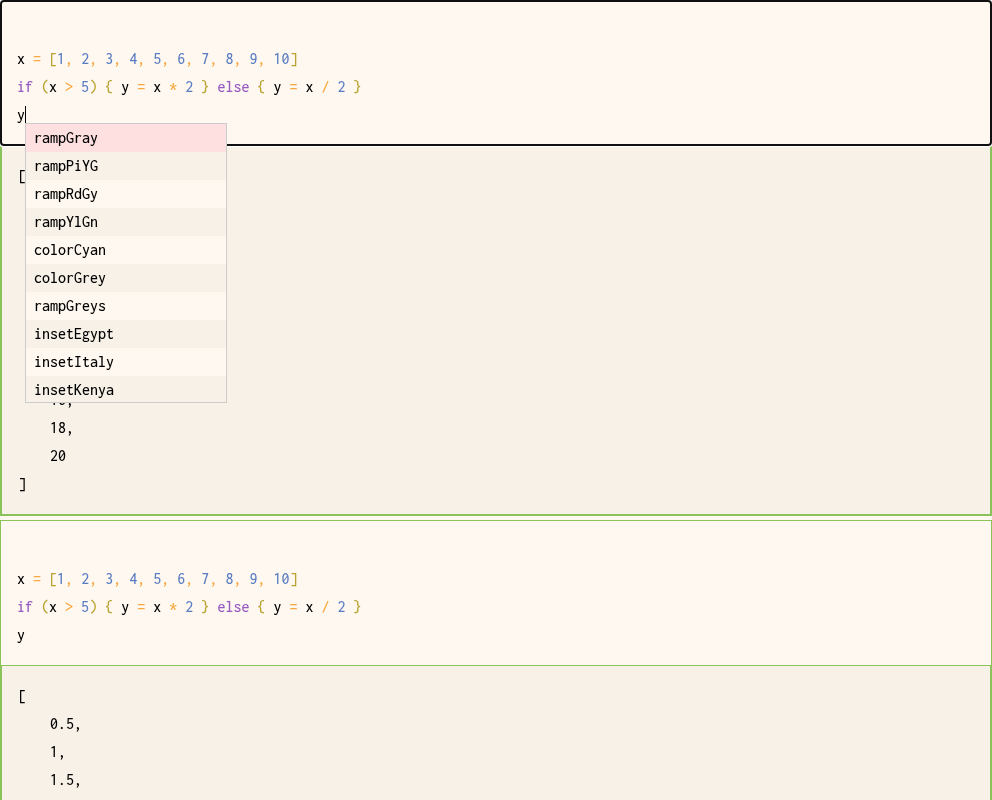 x = [1, 2, 3, 4, 5, 6, 7, 8, 9, 10]
if (x > 5) { y = x * 2 } else { y = x / 2 }
y
rampGray
rampPiYG
rampRdGy
rampYlGn
colorCyan
colorGrey
rampGreys
insetEgypt
insetItaly
insetKenya
[
18,
20
]
x = [1, 2, 3, 4, 5, 6, 7, 8, 9, 10]
if (x > 5) { y = x * 2 } else { y = x / 2 }
y
[
0.5,
1,
1.5,